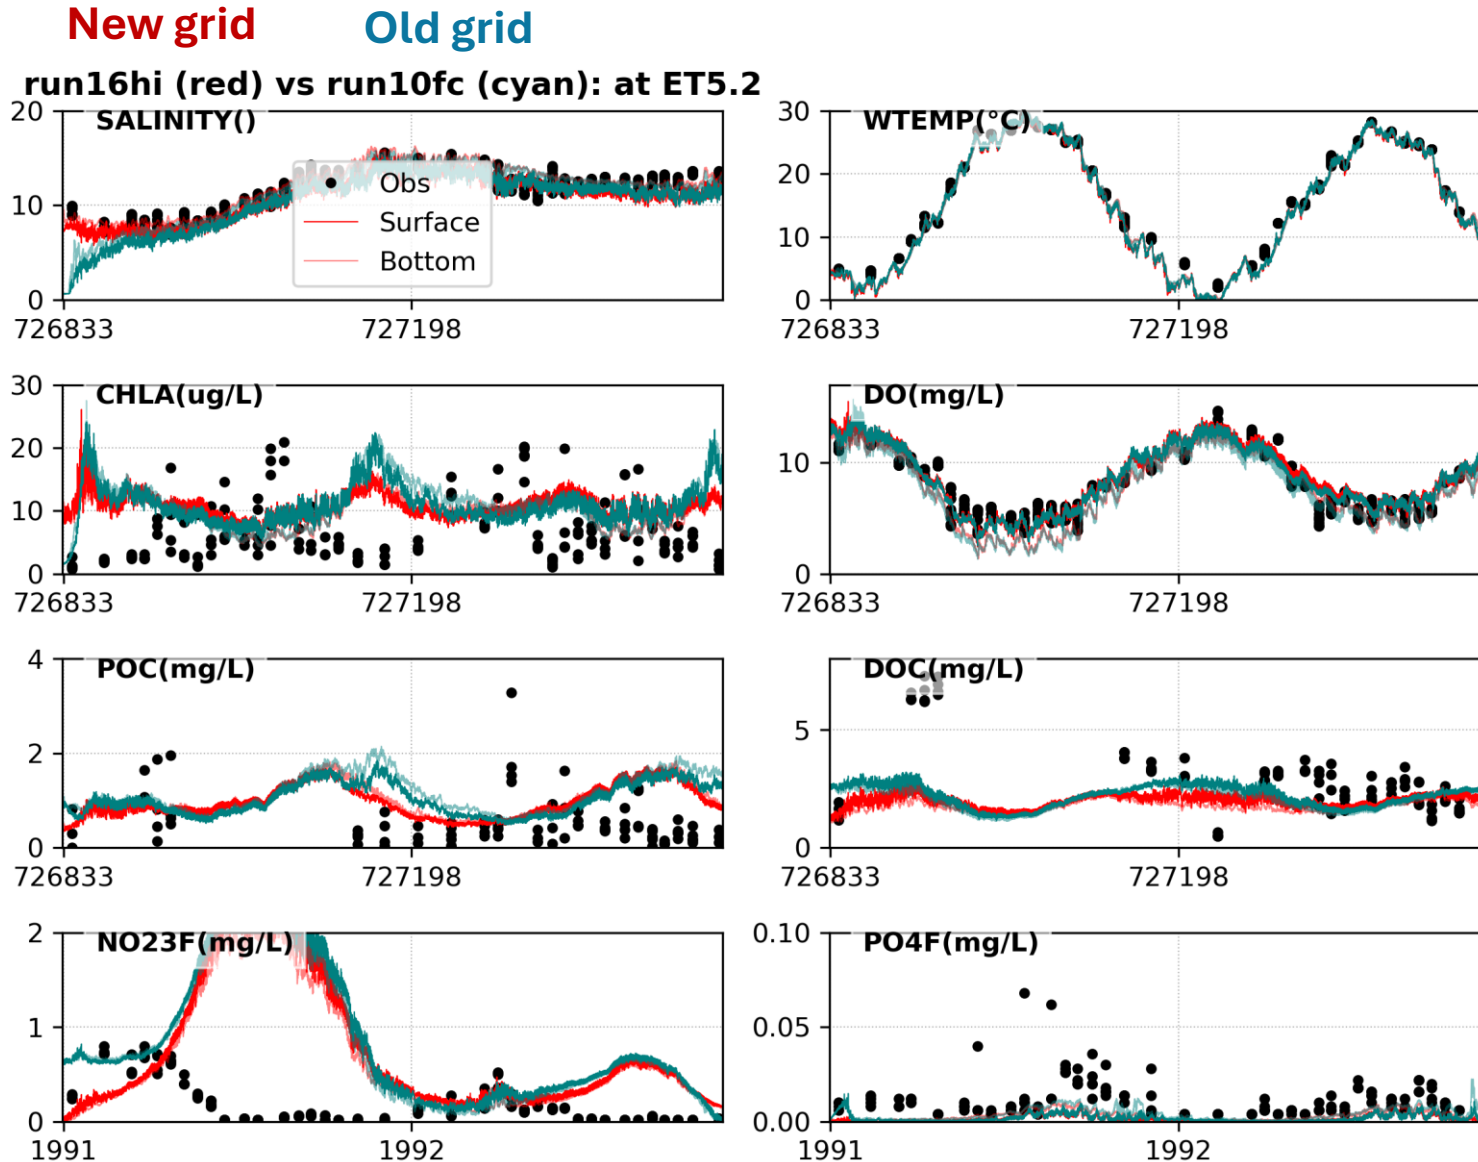 New grid Old grid
run16hi (red) vs run10fc (cyan): at ET5.2
SALINITY()
20
10
0
726833 727198
Obs
Surface
Bottom
WTEMP(°C)
30
20
10
0
726833 727198
CHLA(ug/L)
30
20
10
0
726833 727198
DO(mg/L)
10
0
726833 727198
POC(mg/L)
4
2
0
726833 727198
DOC(mg/L)
5
0
726833 727198
NO23F(mg/L)
2
1
0
1991 1992
PO4F(mg/L)
0.10
0.05
0.00
1991 1992